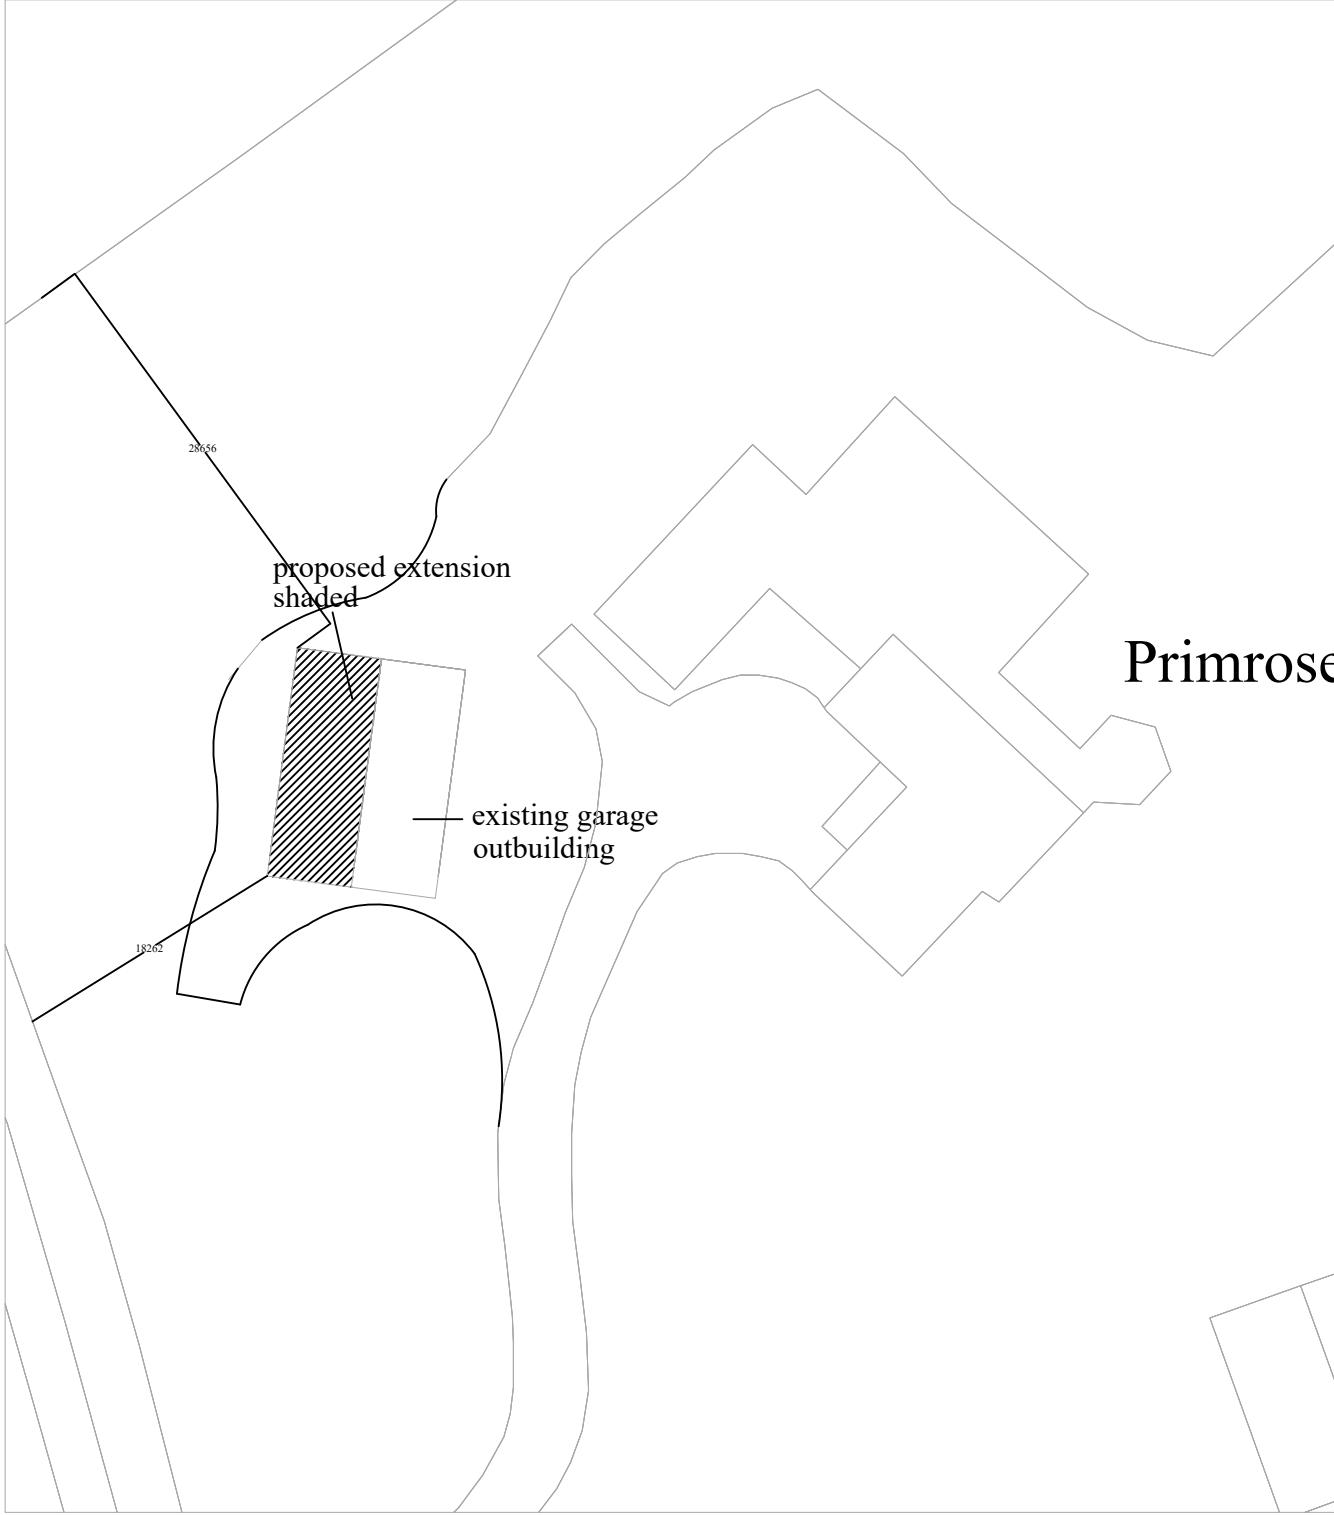 28656
proposed extension
shaded
Primrose
existing garage
outbuilding
18262